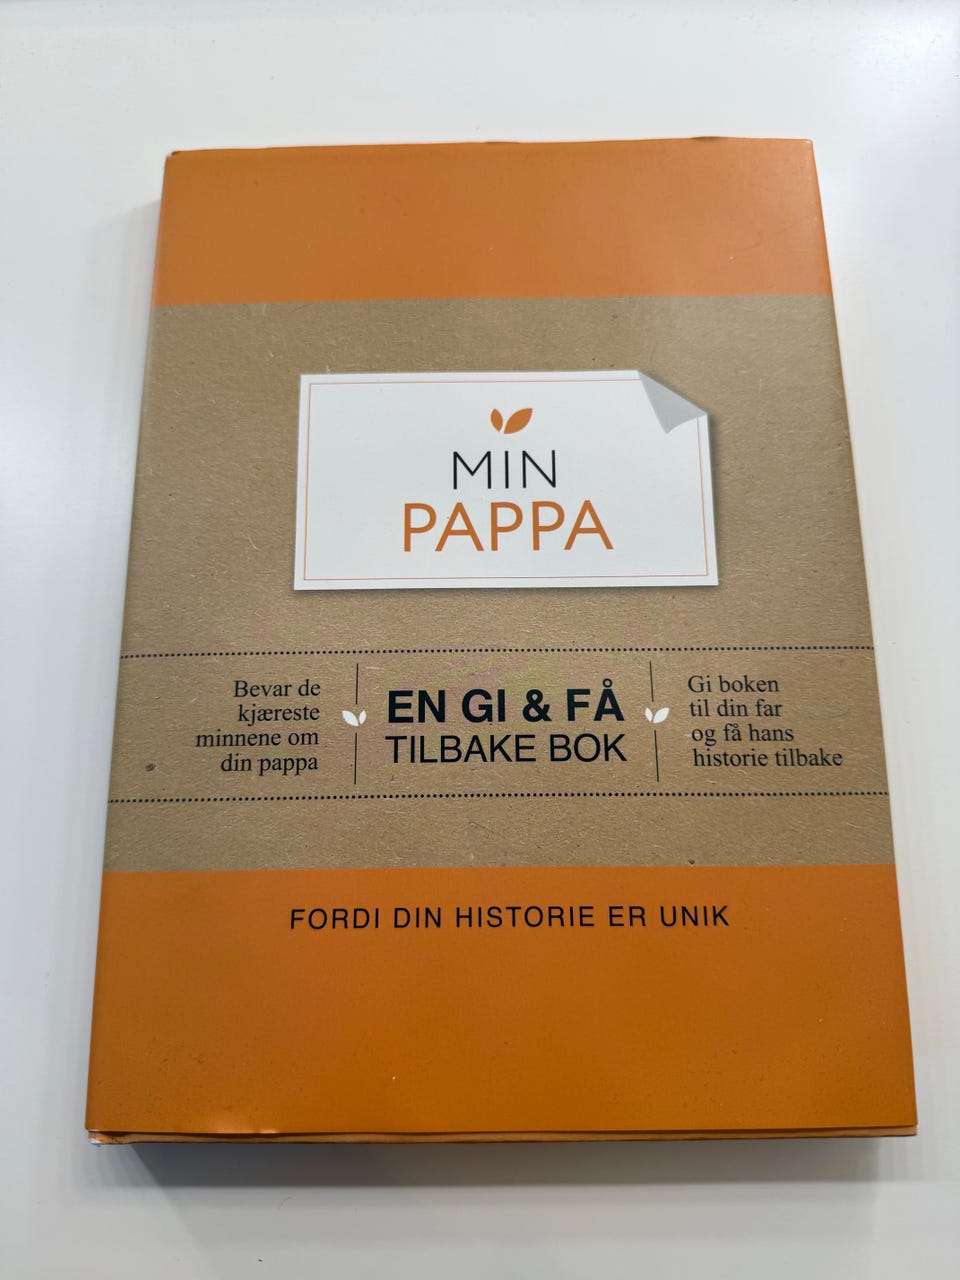 MIN
PAPPA
Bevar de
kjæreste
minnene om
din pappa
EN GI & FÅ
TILBAKE BOK
Gi boken
til din far
og få hans
historie tilbake
FORDI DIN HISTORIE ER UNIK